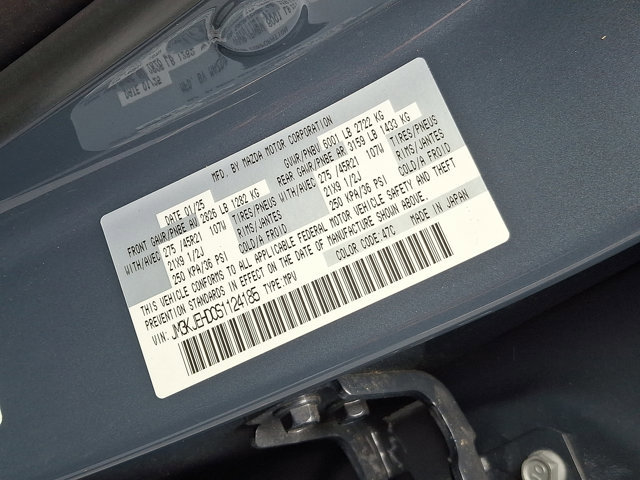 MFD. BY MAZDA MOTOR CORPORATION
DATE 01/25 GVWR/PNBV 6001 LB 2722 KG
FRONT GAWR/PNBE AV 2826 LB 1282 KG REAR GAWR/PNBE AR 3159 LB 1433 KG
WITH/AVEC 275 /45R21 107W TIRES/PNEUS WITH/AVEC 275 /45R21 107W TIRES/PNEUS
21X9 1/2J RIMS/JANTES 21X9 1/2J RIMS/JANTES
250 KPA/36 PSI COLD/A FROID 250 KPA/36 PSI COLD/A FROID
THIS VEHICLE CONFORMS TO ALL APPLICABLE FEDERAL MOTOR VEHICLE SAFETY AND THEFT
PREVENTION STANDARDS IN EFFECT ON THE DATE OF MANUFACTURE SHOWN ABOVE.
VIN: JM3KJEHDCS1124185 TYPE:MPV COLOR CODE:47C MADE IN JAPAN